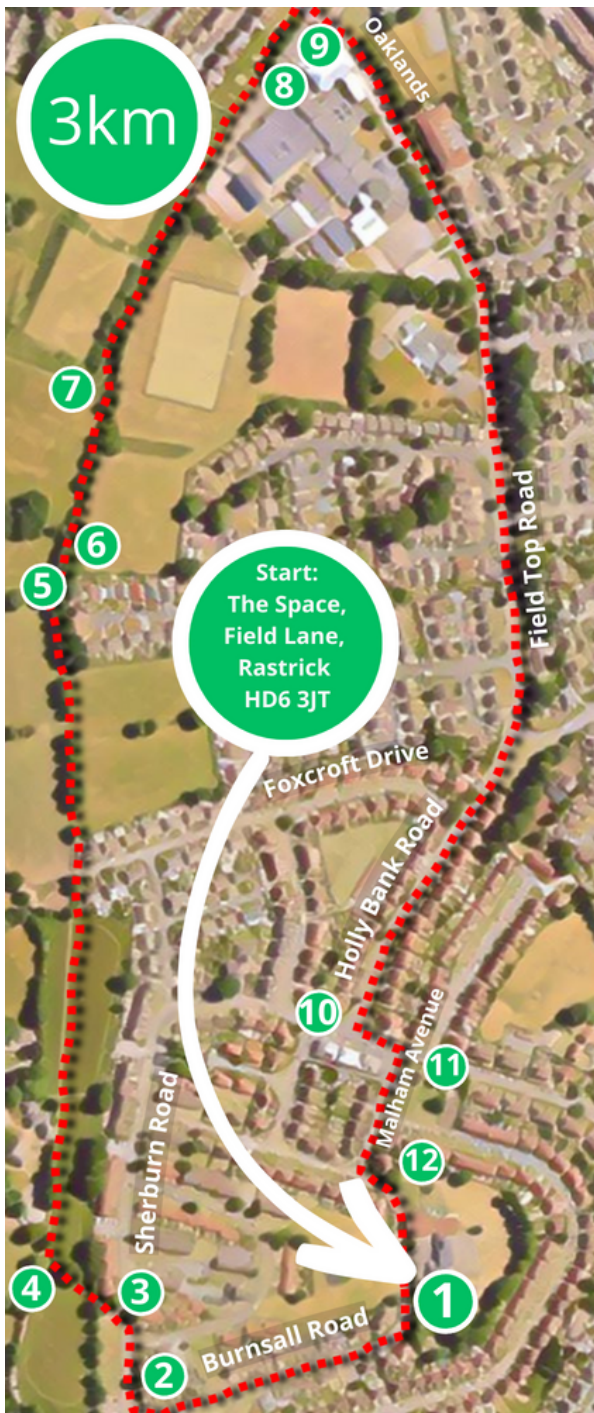 3km
9
8
Oaklands
7
6
5
Start:
The Space,
Field Lane,
Rastrick
HD6 3JT
Field Top Road
Foxcroft Drive
Holly Bank Road
10
Malham Avenue
11
12
Sherburn Road
4
3
1
Burnsall Road
2